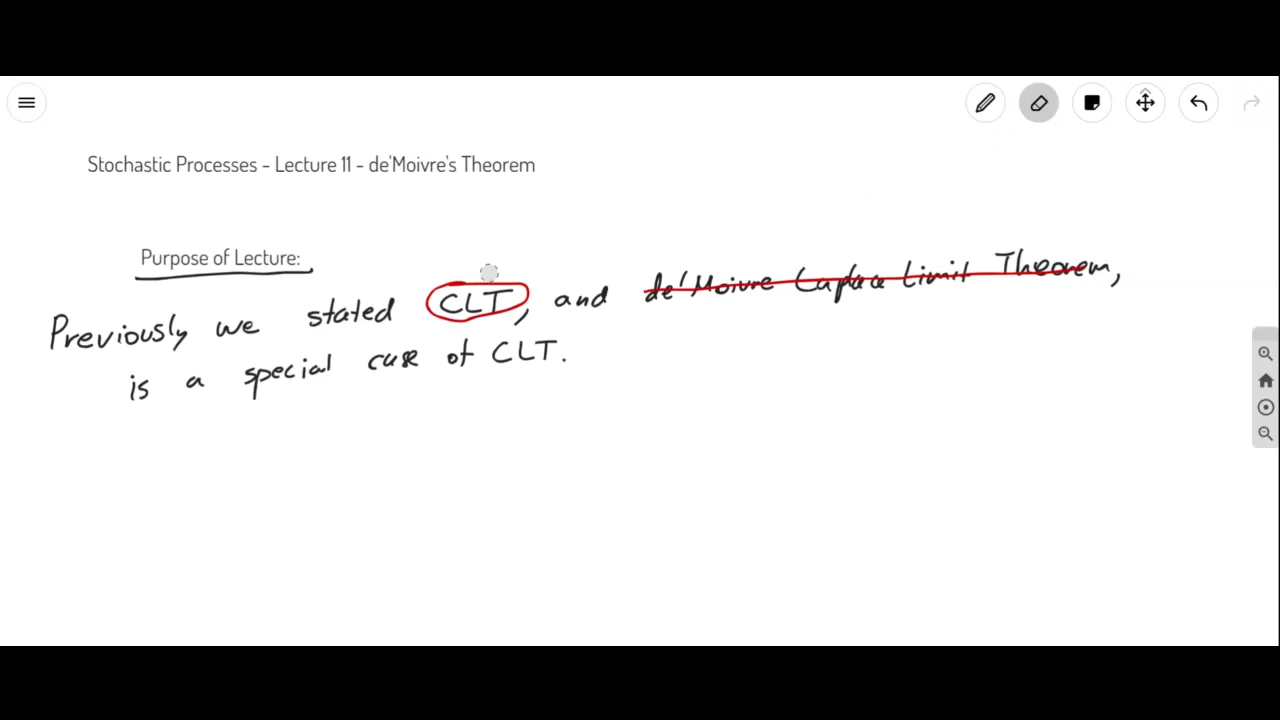 Stochastic Processes - Lecture 11 - de'Moivre's Theorem
Purpose of Lecture:
Previously we stated CLT, and de'Moivre Laplace Limit Theorem,
is a special case of CLT.